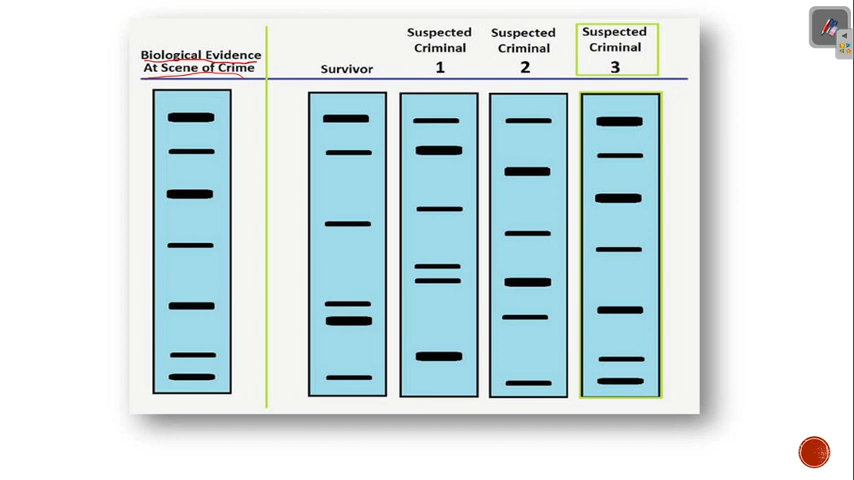 Biological Evidence
At Scene of Crime
Survivor
Suspected
Criminal
1
Suspected
Criminal
2
Suspected
Criminal
3